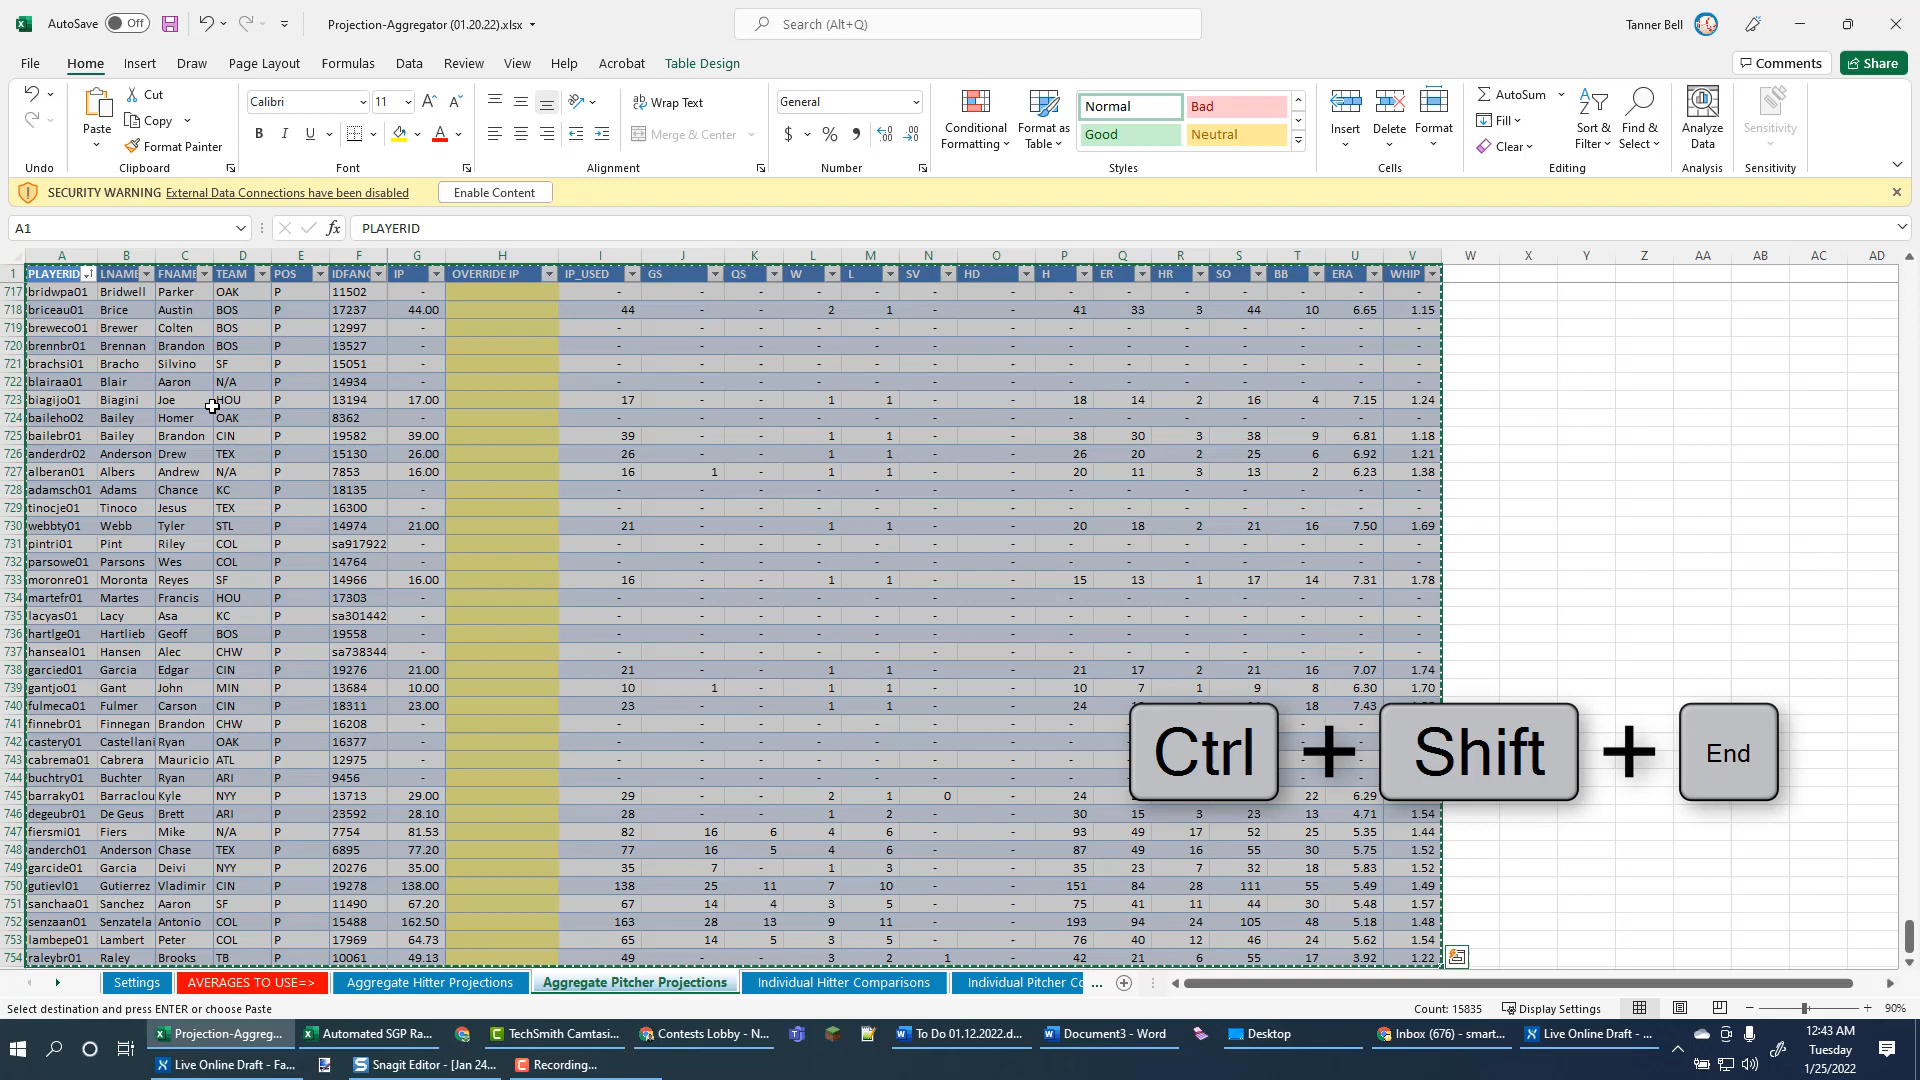 AutoSave Off Projection-Aggregator (01.20.22).xlsx Search (Alt+Q) Tanner Bell
File Home Insert Draw Page Layout Formulas Data Review View Help Acrobat Table Design Comments Share
Paste Cut Copy Format Painter
Calibri 11 B I U
Wrap Text Merge & Center
General $ % ,
Conditional Formatting Format as Table Normal Bad Good Neutral
Insert Delete Format
AutoSum Fill Clear Sort & Filter Find & Select Analyze Data Sensitivity
Undo Clipboard Font Alignment Number Styles Cells Editing Analysis Sensitivity
SECURITY WARNING External Data Connections have been disabled Enable Content
A1 fx PLAYERID
A B C D E F G H I J K L M N O P Q R S T U V W X Y Z AA AB AC AD
1 PLAYERID LNAME FNAME TEAM POS IDFANG IP OVERRIDE IP IP_USED GS QS W L SV HD H ER HR SO BB ERA WHIP
717 bridwpa01 Bridwell Parker OAK P 11502 - - - - - - - - - - - - - - -
718 briceau01 Brice Austin BOS P 17237 44.00 44 - - 2 1 - - 41 33 3 44 10 6.65 1.15
719 breweco01 Brewer Colten BOS P 12997 - - - - - - - - - - - - - - -
720 brennbr01 Brennan Brandon BOS P 13527 - - - - - - - - - - - - - - -
721 brachsi01 Bracho Silvino SF P 15051 - - - - - - - - - - - - - - -
722 blairaa01 Blair Aaron N/A P 14934 - - - - - - - - - - - - - - -
723 biagijo01 Biagini Joe HOU P 13194 17.00 17 - - 1 1 - - 18 14 2 16 4 7.15 1.24
724 baileho02 Bailey Homer OAK P 8362 - - - - - - - - - - - - - - -
725 bailebr01 Bailey Brandon CIN P 19582 39.00 39 - - 1 1 - - 38 30 3 38 9 6.81 1.18
726 anderdr02 Anderson Drew TEX P 15130 26.00 26 - - 1 1 - - 26 20 2 25 6 6.92 1.21
727 alberan01 Albers Andrew N/A P 7853 16.00 16 1 - 1 1 - - 20 11 3 13 2 6.23 1.38
728 adamsch01 Adams Chance KC P 18135 - - - - - - - - - - - - - - -
729 tinocje01 Tinoco Jesus TEX P 16300 - - - - - - - - - - - - - - -
730 webbty01 Webb Tyler STL P 14974 21.00 21 - - 1 1 - - 20 18 2 21 16 7.50 1.69
731 pintri01 Pint Riley COL P sa917922 - - - - - - - - - - - - - - -
732 parsowe01 Parsons Wes COL P 14764 - - - - - - - - - - - - - - -
733 moronre01 Moronta Reyes SF P 14966 16.00 16 - - 1 1 - - 15 13 1 17 14 7.31 1.78
734 martefr01 Martes Francis HOU P 17303 - - - - - - - - - - - - - - -
735 lacyas01 Lacy Asa KC P sa301442 - - - - - - - - - - - - - - -
736 hartlge01 Hartlieb Geoff BOS P 19558 - - - - - - - - - - - - - - -
737 hanseal01 Hansen Alec CHW P sa738344 - - - - - - - - - - - - - - -
738 garcied01 Garcia Edgar CIN P 19276 21.00 21 - - 1 1 - - 21 17 2 21 16 7.07 1.74
739 gantjo01 Gant John MIN P 13684 10.00 10 1 - 1 1 - - 10 7 1 9 8 6.30 1.70
740 fulmeca01 Fulmer Carson CIN P 18311 23.00 23 - - 1 1 - - 24 18 7.43
741 finnebr01 Finnegan Brandon CHW P 16208 - - - - - - - - -
742 castery01 Castellani Ryan OAK P 16377 - - - - - - - - -
743 cabrema01 Cabrera Mauricio ATL P 12975 - - - - - - - - -
744 buchtry01 Buchter Ryan ARI P 9456 - - - - - - - - -
745 barraky01 Barraclou Kyle NYY P 13713 29.00 29 - - 2 1 0 - 24 22 6.29
746 degeubr01 De Geus Brett ARI P 23592 28.10 28 - - 1 2 - - 30 15 3 23 13 4.71 1.54
747 fiersmi01 Fiers Mike N/A P 7754 81.53 82 16 6 4 6 - - 93 49 17 52 25 5.35 1.44
748 anderch01 Anderson Chase TEX P 6895 77.20 77 16 5 4 6 - - 87 49 16 55 30 5.75 1.52
749 garcide01 Garcia Deivi NYY P 20276 35.00 35 7 - 1 3 - - 35 23 7 32 18 5.83 1.52
750 gutievl01 Gutierrez Vladimir CIN P 19278 138.00 138 25 11 7 10 - - 151 84 28 111 55 5.49 1.49
751 sanchaa01 Sanchez Aaron SF P 11490 67.20 67 14 4 3 5 - - 75 41 11 44 30 5.48 1.57
752 senzaan01 Senzatela Antonio COL P 15488 162.50 163 28 13 9 11 - - 193 94 24 105 48 5.18 1.48
753 lambepe01 Lambert Peter COL P 17969 64.73 65 14 5 3 5 - - 76 40 12 46 24 5.62 1.54
754 raleybr01 Raley Brooks TB P 10061 49.13 49 - - 3 2 1 - 42 21 6 55 17 3.92 1.22
Ctrl + Shift + End
Settings AVERAGES TO USE=> Aggregate Hitter Projections Aggregate Pitcher Projections Individual Hitter Comparisons Individual Pitcher Co ...
Select destination and press ENTER or choose Paste Count: 15835 Display Settings 90%
Projection-Aggreg... Automated SGP Ra... TechSmith Camtasi... Contests Lobby - N... To Do 01.12.2022.d... Document3 - Word Desktop Inbox (676) - smart... Live Online Draft - ... 12:43 AM
Tuesday
Live Online Draft - Fa... Snagit Editor - [Jan 24... Recording... 1/25/2022